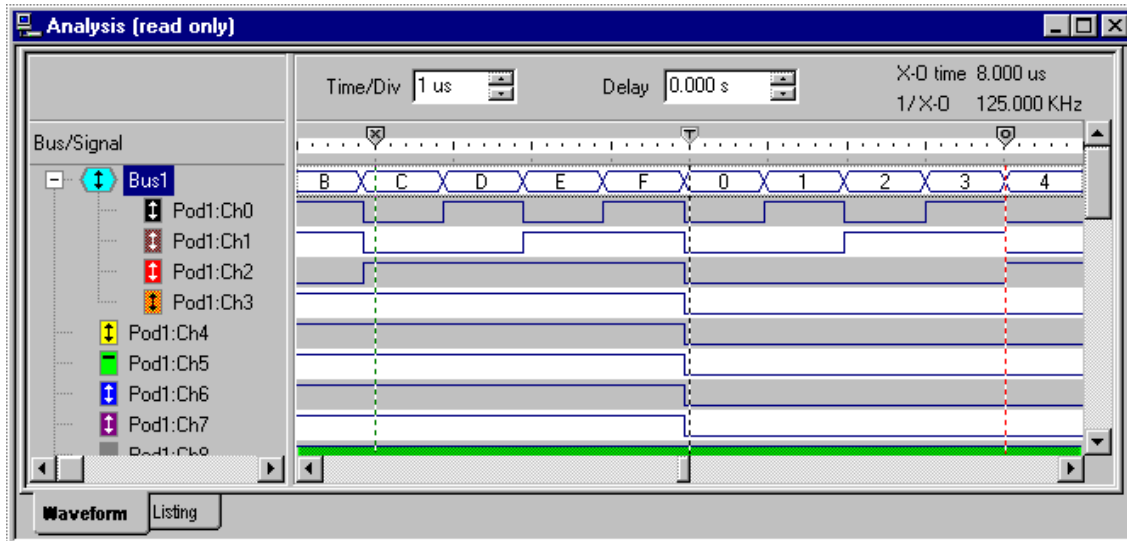 Analysis (read only)
Time/Div 1 us Delay 0.000 s X-O time 8.000 us
1/X-O 125.000 KHz
Bus/Signal X T O
Bus1 B C D E F 0 1 2 3 4
Pod1:Ch0
Pod1:Ch1
Pod1:Ch2
Pod1:Ch3
Pod1:Ch4
Pod1:Ch5
Pod1:Ch6
Pod1:Ch7
Waveform Listing